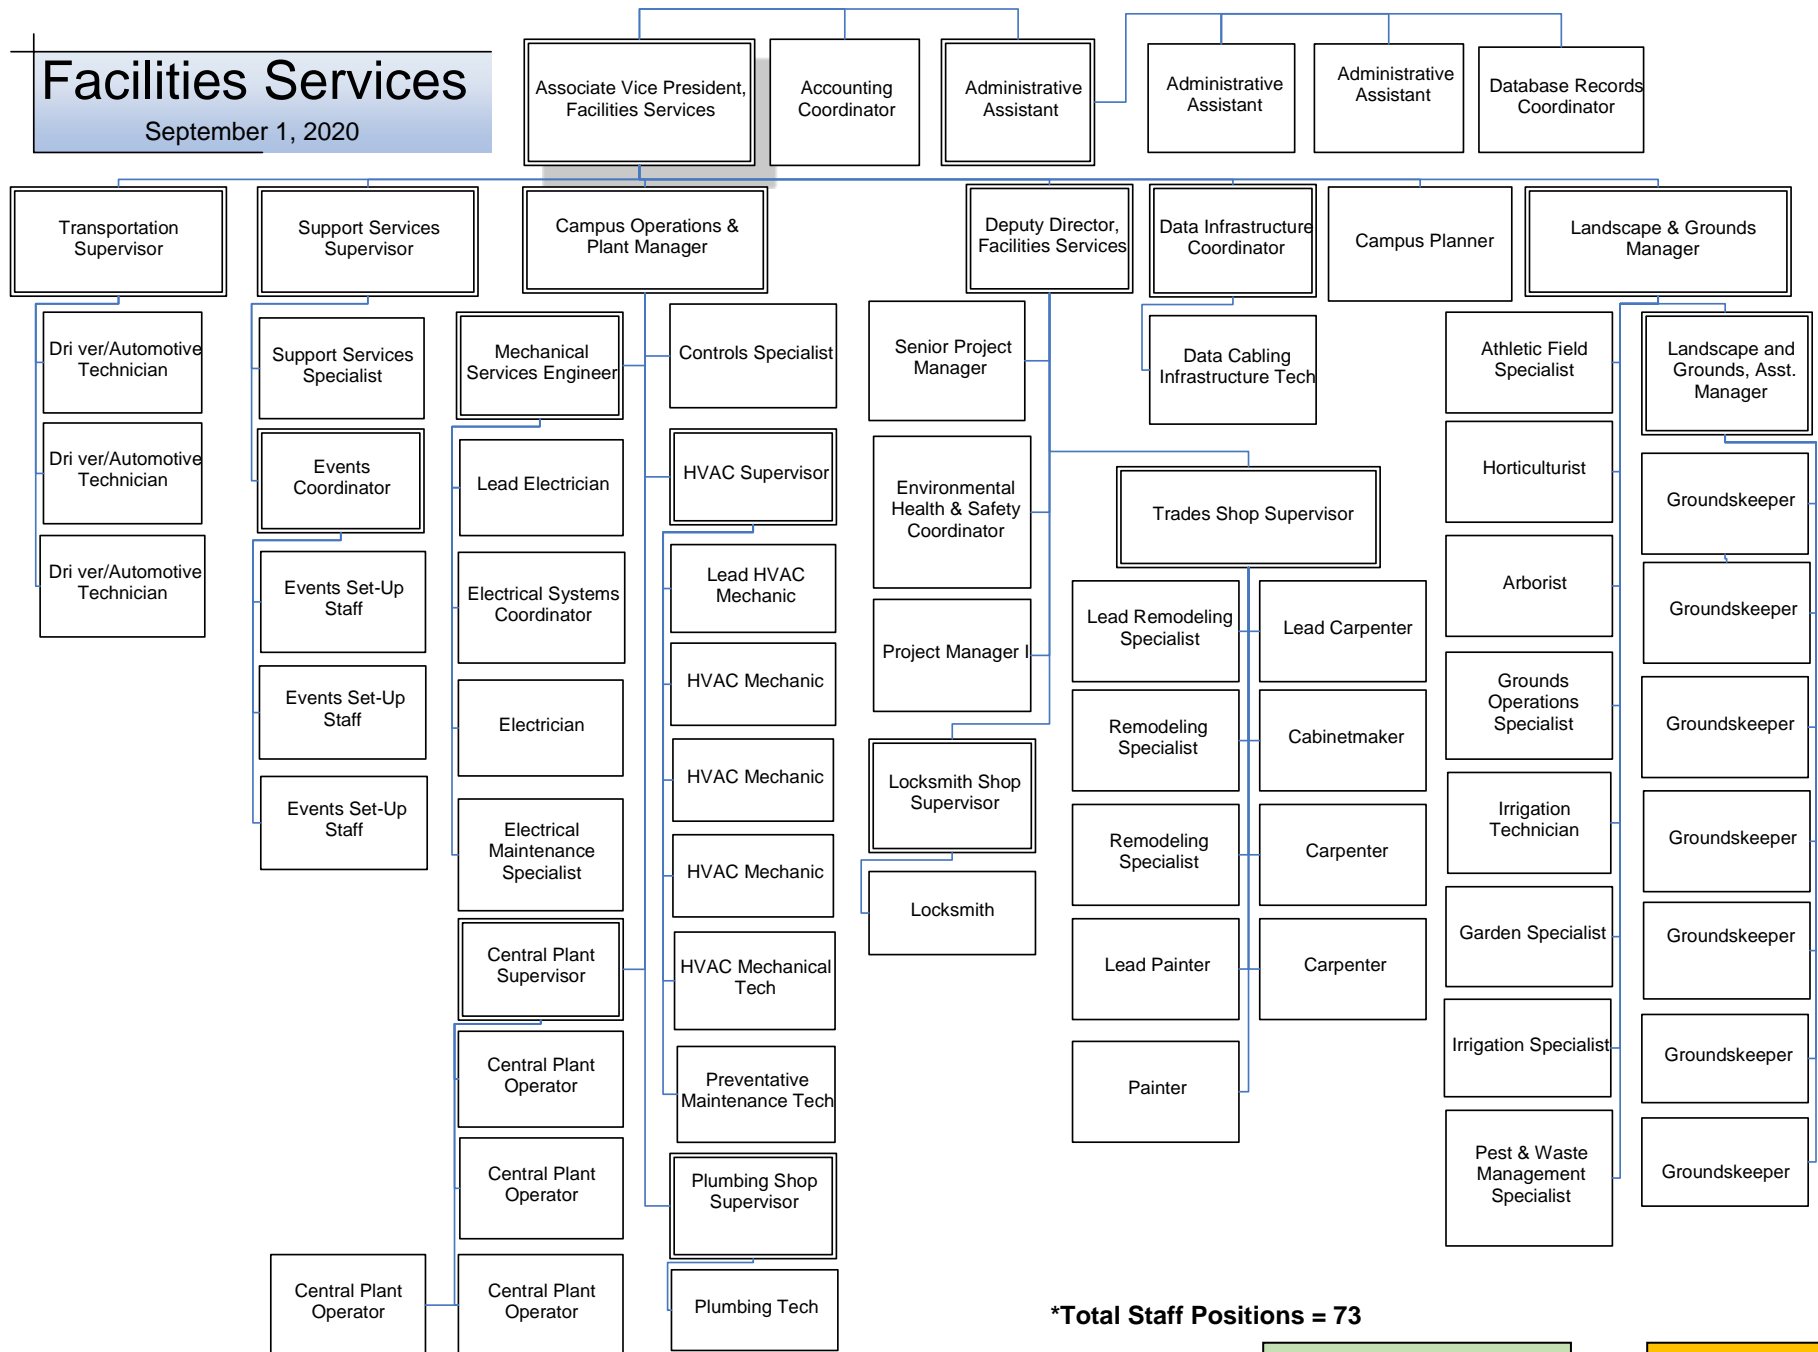 Facilities Services
September 1, 2020
Associate Vice President,
Facilities Services
Accounting
Coordinator
Administrative
Assistant
Administrative
Assistant
Administrative
Assistant
Database Records
Coordinator
Transportation
Supervisor
Support Services
Supervisor
Campus Operations &
Plant Manager
Deputy Director,
Facilities Services
Data Infrastructure
Coordinator
Campus Planner
Landscape & Grounds
Manager
Dri ver/Automotive
Technician
Dri ver/Automotive
Technician
Dri ver/Automotive
Technician
Support Services
Specialist
Events
Coordinator
Events Set-Up
Staff
Events Set-Up
Staff
Events Set-Up
Staff
Mechanical
Services Engineer
Lead Electrician
Electrical Systems
Coordinator
Electrician
Electrical
Maintenance
Specialist
Central Plant
Supervisor
Central Plant
Operator
Central Plant
Operator
Central Plant
Operator
Central Plant
Operator
Controls Specialist
HVAC Supervisor
Lead HVAC
Mechanic
HVAC Mechanic
HVAC Mechanic
HVAC Mechanic
HVAC Mechanical
Tech
Preventative
Maintenance Tech
Plumbing Shop
Supervisor
Plumbing Tech
Senior Project
Manager
Environmental
Health & Safety
Coordinator
Project Manager I
Locksmith Shop
Supervisor
Locksmith
Data Cabling
Infrastructure Tech
Trades Shop Supervisor
Lead Remodeling
Specialist
Lead Carpenter
Remodeling
Specialist
Cabinetmaker
Remodeling
Specialist
Carpenter
Lead Painter
Carpenter
Painter
Athletic Field
Specialist
Horticulturist
Arborist
Grounds
Operations
Specialist
Irrigation
Technician
Garden Specialist
Irrigation Specialist
Pest & Waste
Management
Specialist
Landscape and
Grounds, Asst.
Manager
Groundskeeper
Groundskeeper
Groundskeeper
Groundskeeper
Groundskeeper
Groundskeeper
Groundskeeper
*Total Staff Positions = 73